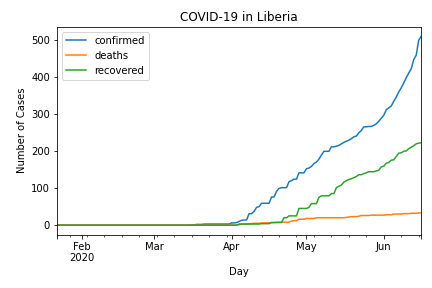 COVID-19 in Liberia
confirmed
deaths
recovered
Number of Cases
500
400
300
200
100
0
Feb
2020
Mar
Apr
May
Jun
Day